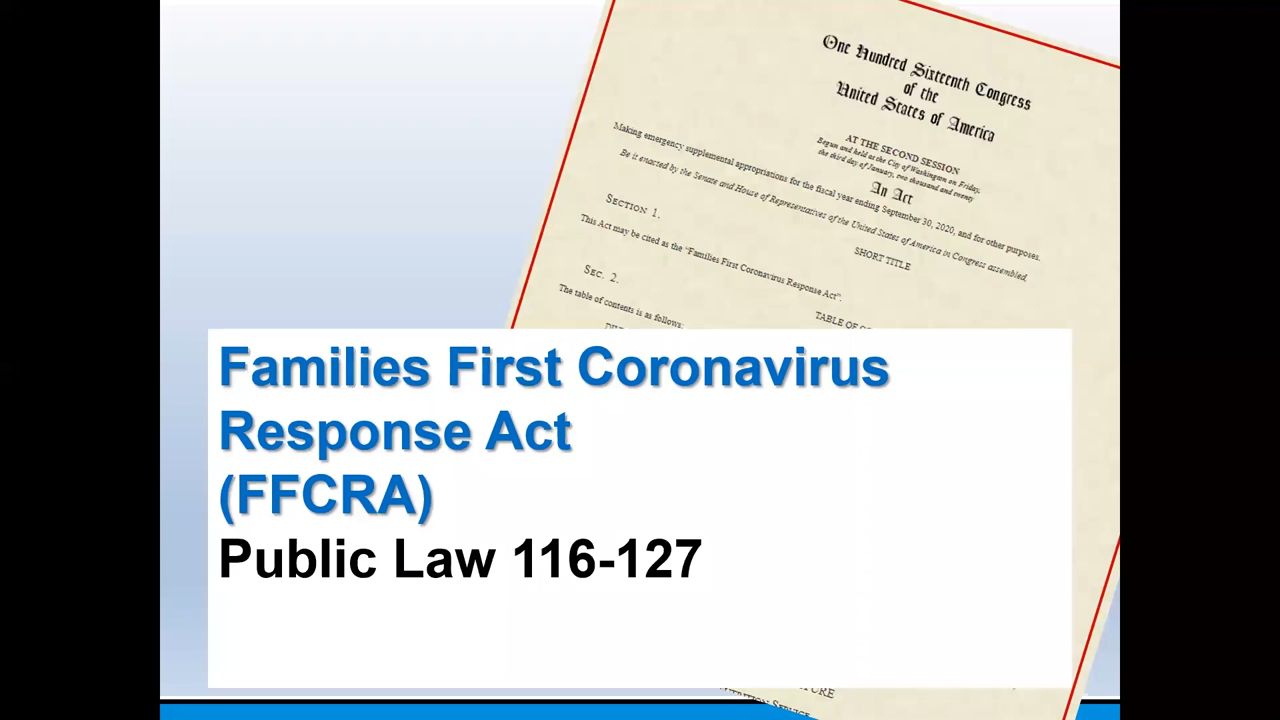 One Hundred Sixteenth Congress
of the
United States of America
AT THE SECOND SESSION
Begun and held at the City of Washington on Friday,
the third day of January, two thousand and twenty
An Act
Making emergency supplemental appropriations for the fiscal year ending September 30, 2020, and for other purposes.
Be it enacted by the Senate and House of Representatives of the United States of America in Congress assembled,
SECTION 1.
SHORT TITLE
This Act may be cited as the "Families First Coronavirus Response Act".
SEC. 2.
TABLE OF
The table of contents is as follows:
Families First Coronavirus
Response Act
(FFCRA)
Public Law 116-127